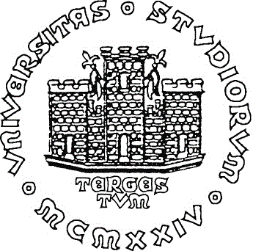 VNIVERSITAS STVDIORVM
TERGES
TVM
MCMXXIV